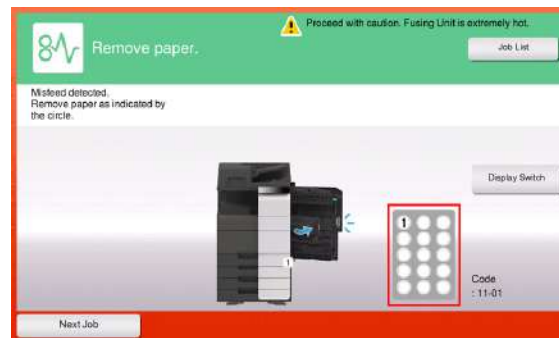 Proceed with caution. Fusing Unit is extremely hot.
Remove paper.
Job List
Misfeed detected.
Remove paper as indicated by
the circle.
Display Switch
1
1
Code
: 11-01
Next Job